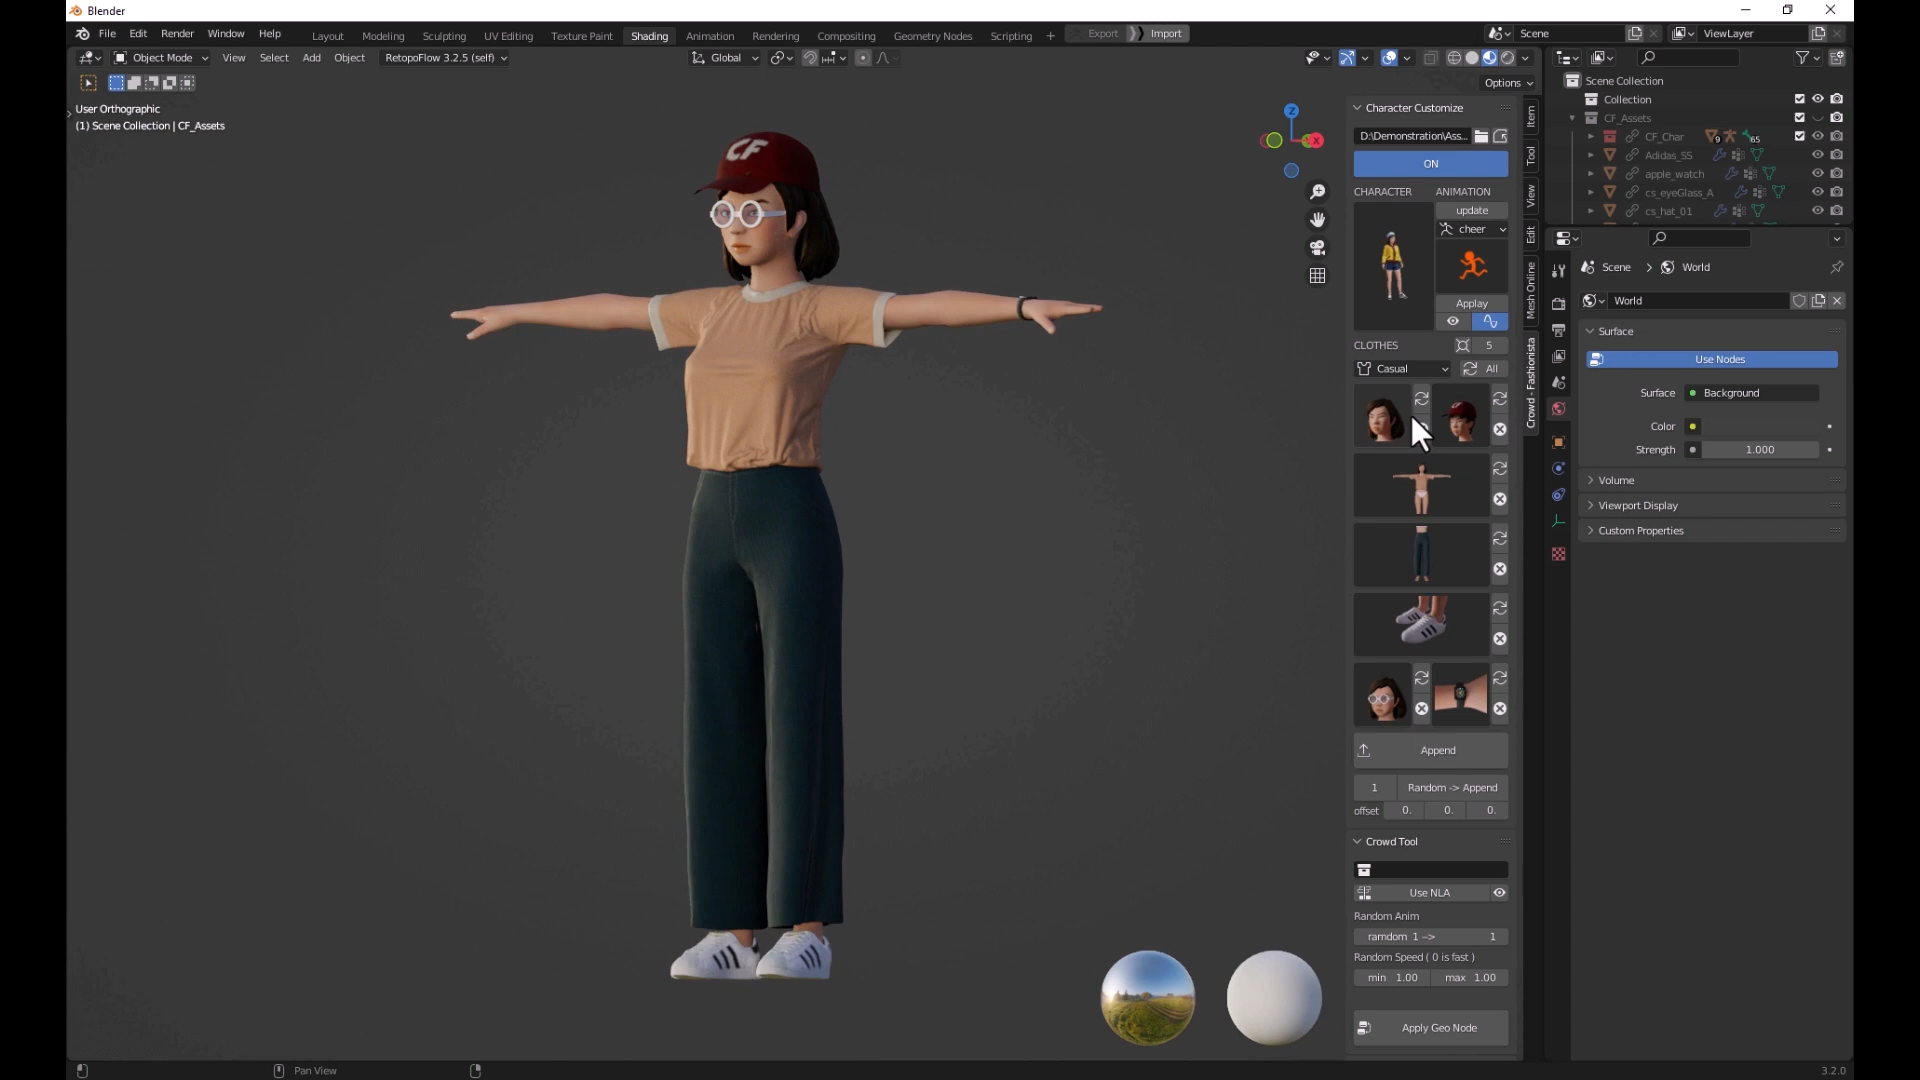 Blender
File Edit Render Window Help Layout Modeling Sculpting UV Editing Texture Paint Shading Animation Rendering Compositing Geometry Nodes Scripting + Export Import Scene ViewLayer
Object Mode View Select Add Object RetopoFlow 3.2.5 (self) Global
Options
User Orthographic
(1) Scene Collection | CF_Assets
Z
X
CF
Character Customize
D:\Demonstration\Ass...
ON
CHARACTER ANIMATION
update
cheer
Applay
CLOTHES 5
Casual All
Append
1 Random -> Append
offset 0. 0. 0.
Crowd Tool
Use NLA
Random Anim
ramdom 1 --> 1
Random Speed ( 0 is fast )
min 1.00 max 1.00
Apply Geo Node
Item
Tool
View
Edit
Mesh Online
Crowd - Fashionista
Scene Collection
Collection
CF_Assets
CF_Char 9 65
Adidas_SS
apple_watch
cs_eyeGlass_A
cs_hat_01
Scene > World
World
Surface
Use Nodes
Surface Background
Color
Strength 1.000
Volume
Viewport Display
Custom Properties
Pan View
3.2.0